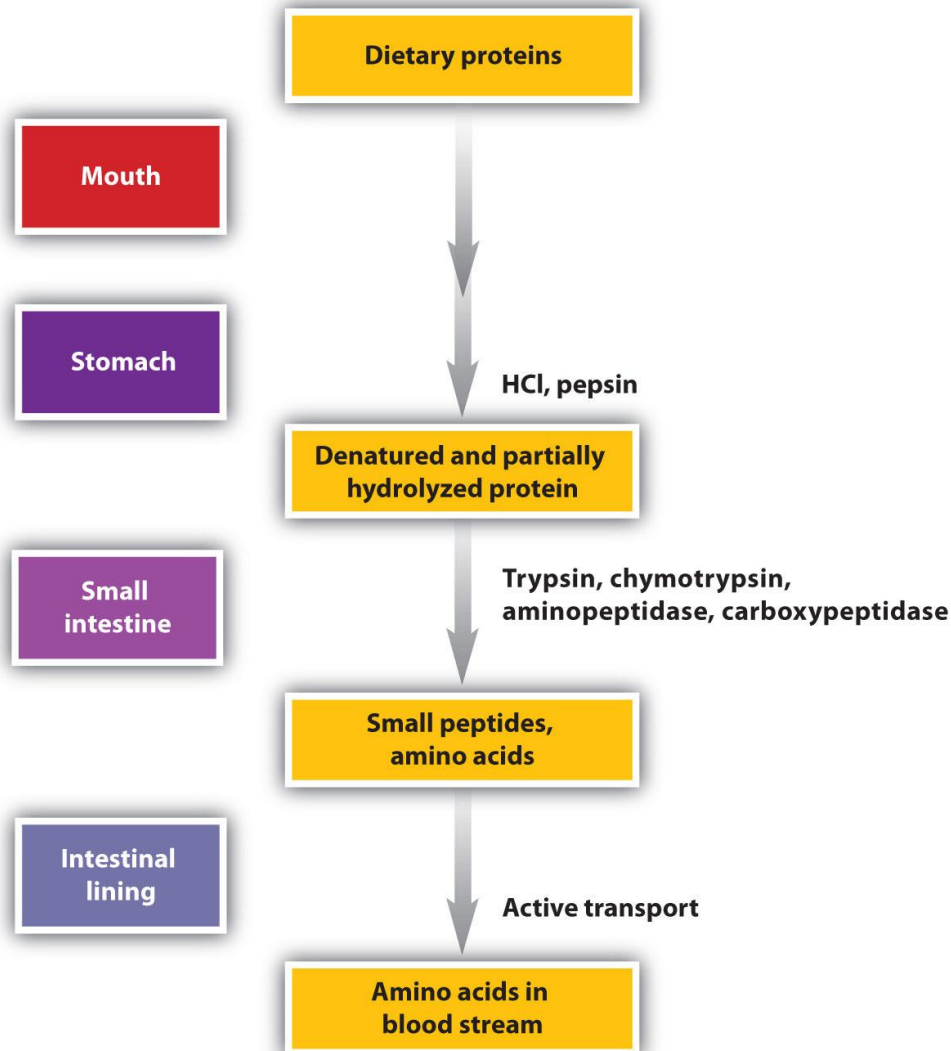 Dietary proteins
Mouth
Stomach
HCl, pepsin
Denatured and partially
hydrolyzed protein
Small
intestine
Trypsin, chymotrypsin,
aminopeptidase, carboxypeptidase
Small peptides,
amino acids
Intestinal
lining
Active transport
Amino acids in
blood stream